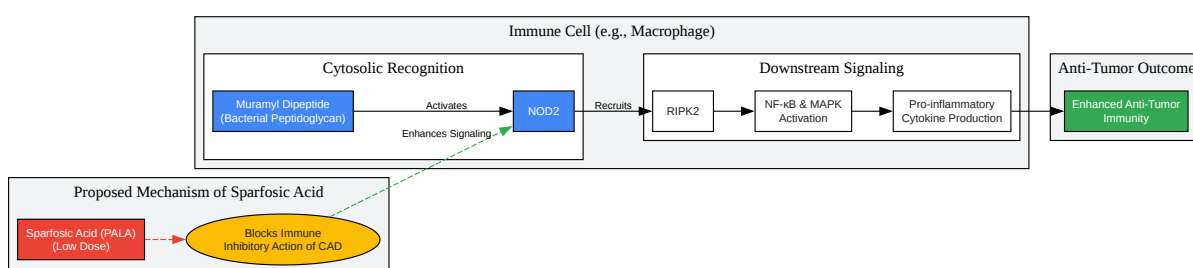 Immune Cell (e.g., Macrophage)
Cytosolic Recognition
Downstream Signaling
Anti-Tumor Outcome
Muramyl Dipeptide
(Bacterial Peptidoglycan)
Activates
NOD2
Recruits
RIPK2
NF-κB & MAPK
Activation
Pro-inflammatory
Cytokine Production
Enhanced Anti-Tumor
Immunity
Enhances Signaling
Proposed Mechanism of Sparfosic Acid
Sparfosic Acid (PALA)
(Low Dose)
Blocks Immune
Inhibitory Action of CAD